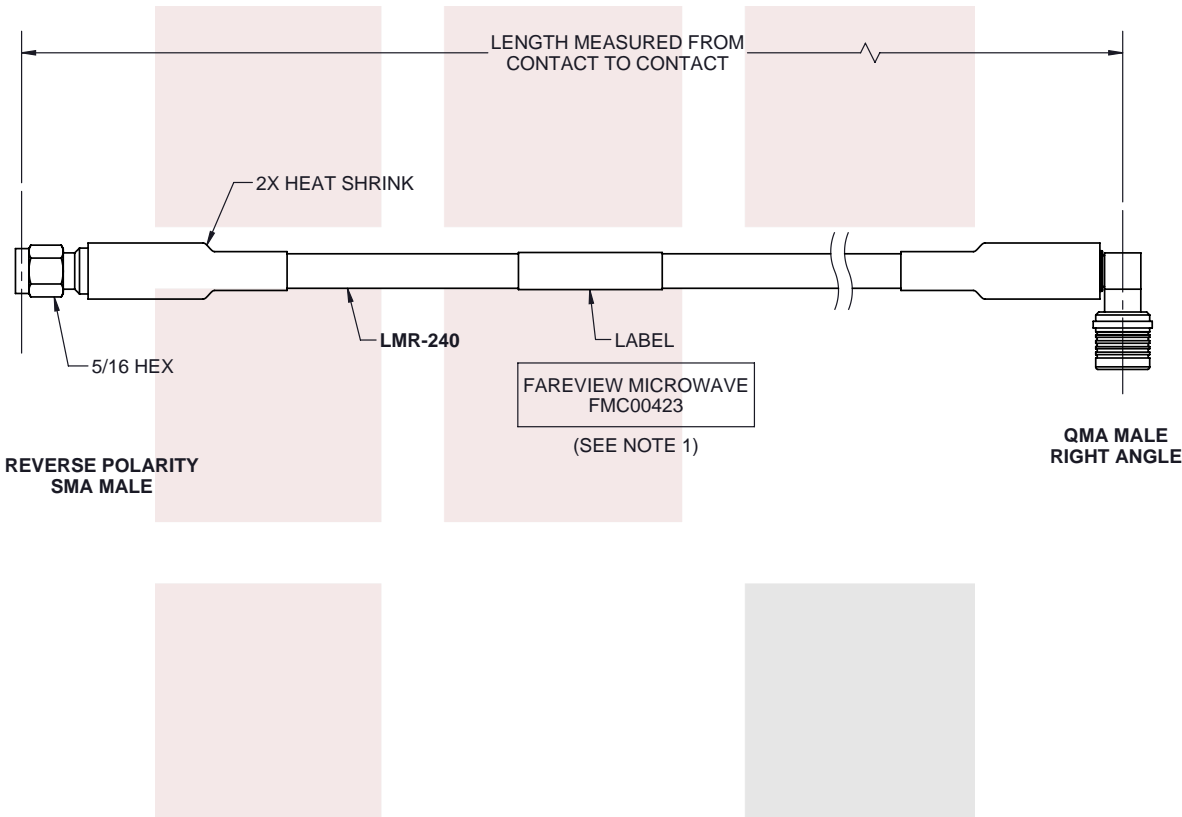 LENGTH MEASURED FROM
CONTACT TO CONTACT
2X HEAT SHRINK
LMR-240
LABEL
5/16 HEX
FAREVIEW MICROWAVE
FMC00423
(SEE NOTE 1)
REVERSE POLARITY
SMA MALE
QMA MALE
RIGHT ANGLE